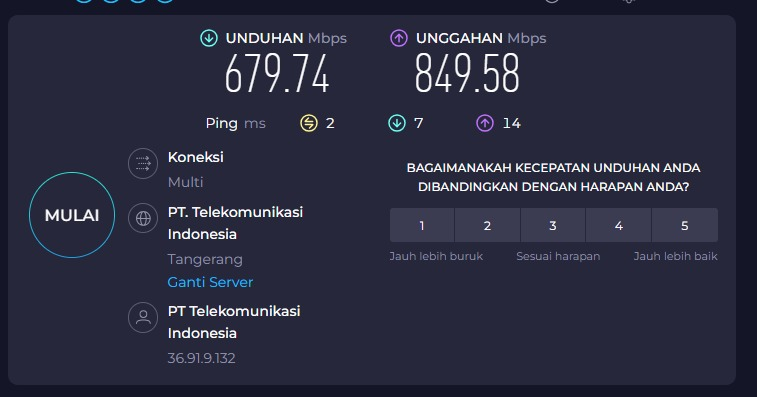 UNDUHAN Mbps
679.74
UNGGAHAN Mbps
849.58
Ping ms 2 7 14
MULAI
Koneksi
Multi
PT. Telekomunikasi
Indonesia
Tangerang
Ganti Server
PT Telekomunikasi
Indonesia
36.91.9.132
BAGAIMANAKAH KECEPATAN UNDUHAN ANDA
DIBANDINGKAN DENGAN HARAPAN ANDA?
1 2 3 4 5
Jauh lebih buruk Sesuai harapan Jauh lebih baik